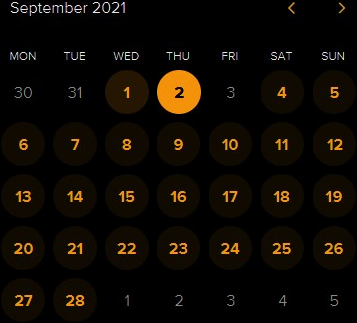 September 2021
MON TUE WED THU FRI SAT SUN
30 31 1 2 3 4 5
6 7 8 9 10 11 12
13 14 15 16 17 18 19
20 21 22 23 24 25 26
27 28 1 2 3 4 5